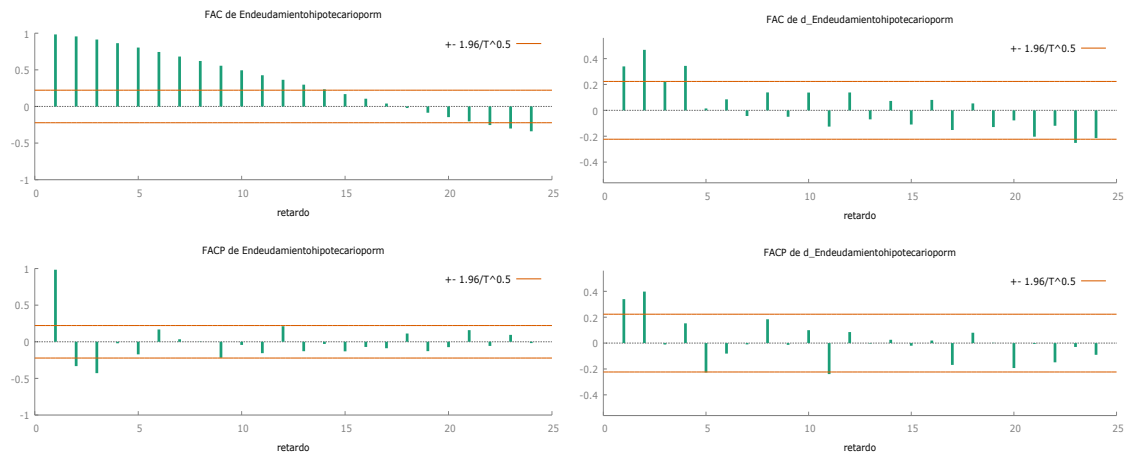 FAC de Endeudamientohipotecarioporm
+- 1.96/T^0.5
1
0.5
0
-0.5
-1
0 5 10 15 20 25
retardo
FAC de d_Endeudamientohipotecarioporm
+- 1.96/T^0.5
0.4
0.2
0
-0.2
-0.4
0 5 10 15 20 25
retardo
FACP de Endeudamientohipotecarioporm
+- 1.96/T^0.5
1
0.5
0
-0.5
-1
0 5 10 15 20 25
retardo
FACP de d_Endeudamientohipotecarioporm
+- 1.96/T^0.5
0.4
0.2
0
-0.2
-0.4
0 5 10 15 20 25
retardo